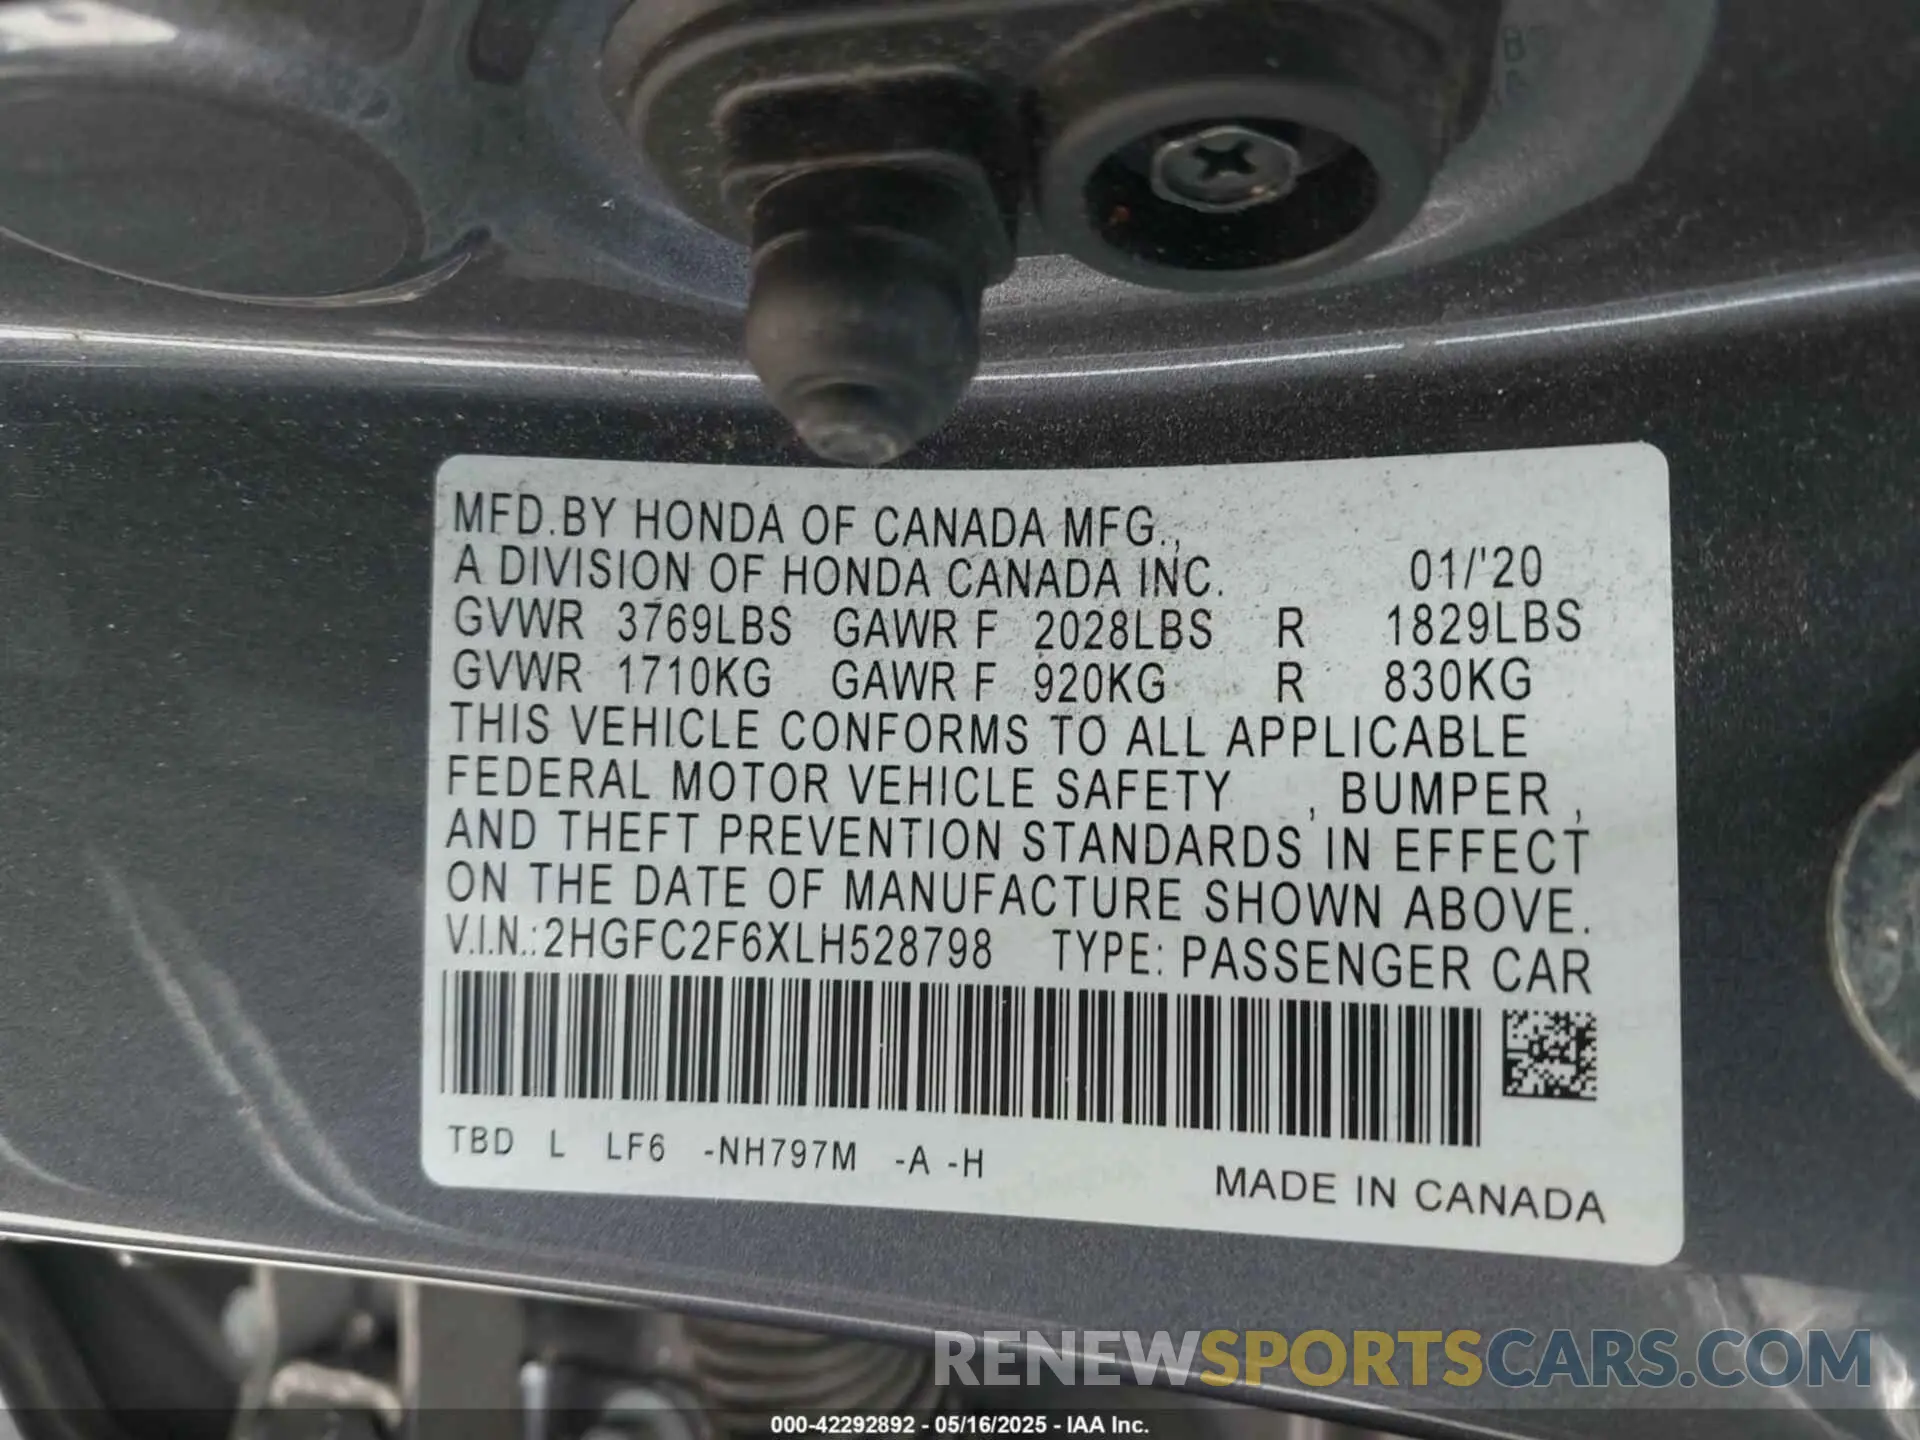 MFD.BY HONDA OF CANADA MFG.,
A DIVISION OF HONDA CANADA INC. 01/'20
GVWR 3769LBS GAWR F 2028LBS R 1829LBS
GVWR 1710KG GAWR F 920KG R 830KG
THIS VEHICLE CONFORMS TO ALL APPLICABLE
FEDERAL MOTOR VEHICLE SAFETY , BUMPER ,
AND THEFT PREVENTION STANDARDS IN EFFECT
ON THE DATE OF MANUFACTURE SHOWN ABOVE.
V.I.N.:2HGFC2F6XLH528798 TYPE: PASSENGER CAR
TBD L LF6 -NH797M -A -H
MADE IN CANADA
RENEWSPORTSCARS.COM
000-42292892 - 05/16/2025 - IAA Inc.